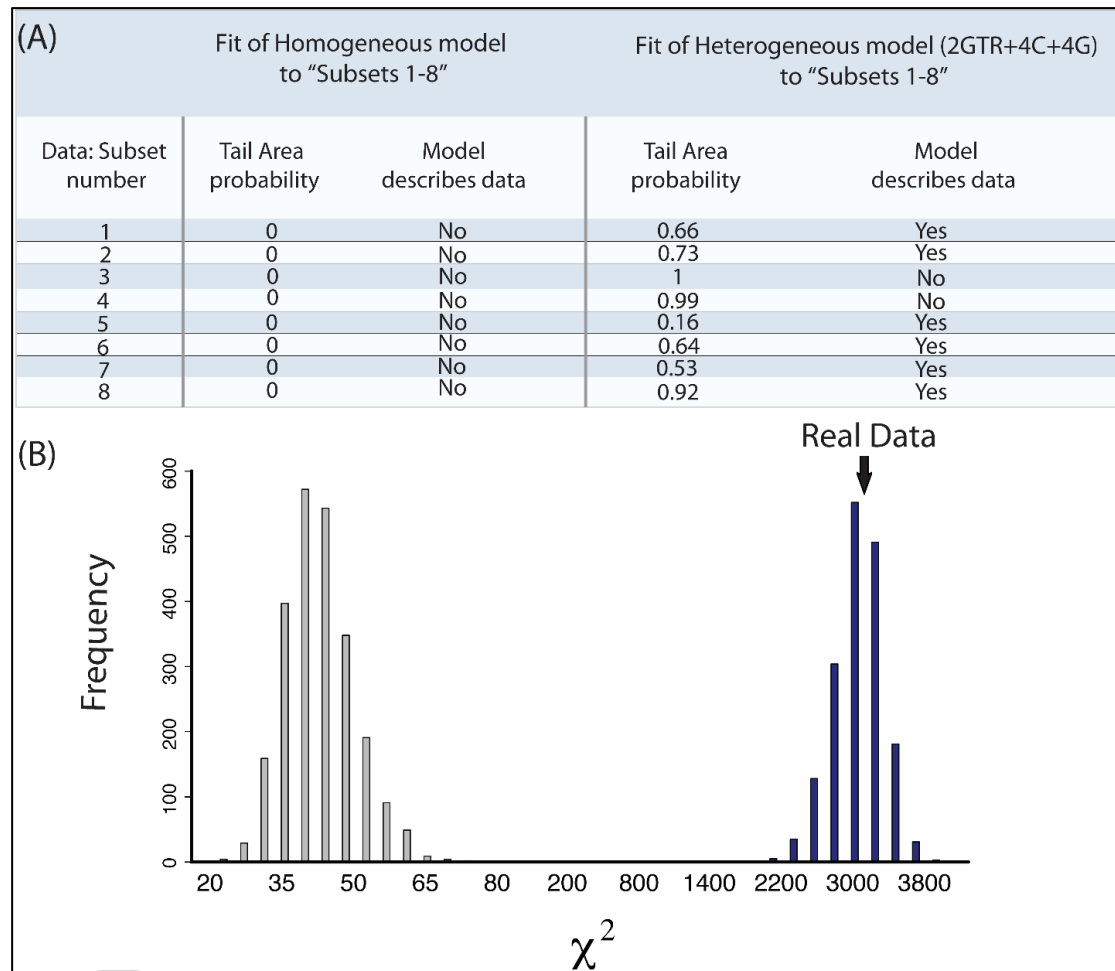 (A)
Fit of Homogeneous model
to “Subsets 1-8”
Fit of Heterogeneous model (2GTR+4C+4G)
to “Subsets 1-8”
Data: Subset
number
Tail Area
probability
Model
describes data
Tail Area
probability
Model
describes data
1 0 No 0.66 Yes
2 0 No 0.73 Yes
3 0 No 1 No
4 0 No 0.99 No
5 0 No 0.16 Yes
6 0 No 0.64 Yes
7 0 No 0.53 Yes
8 0 No 0.92 Yes
(B)
Real Data
Frequency
600
500
400
300
200
100
0
20 35 50 65 80 200 800 1400 2200 3000 3800
χ²